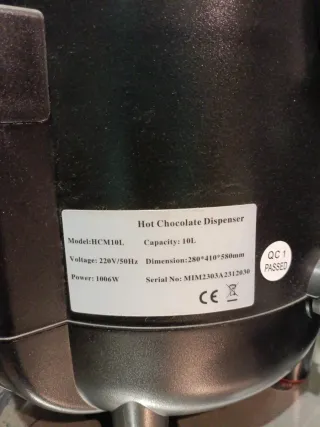 Hot Chocolate Dispenser
Model:HCM10L Capacity: 10L
Voltage: 220V/50Hz Dimension:280*410*580mm
Power: 1006W Serial No: MIM2303A2312030
CE
QC 1
PASSED